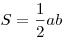 S = \frac{1}{2}ab